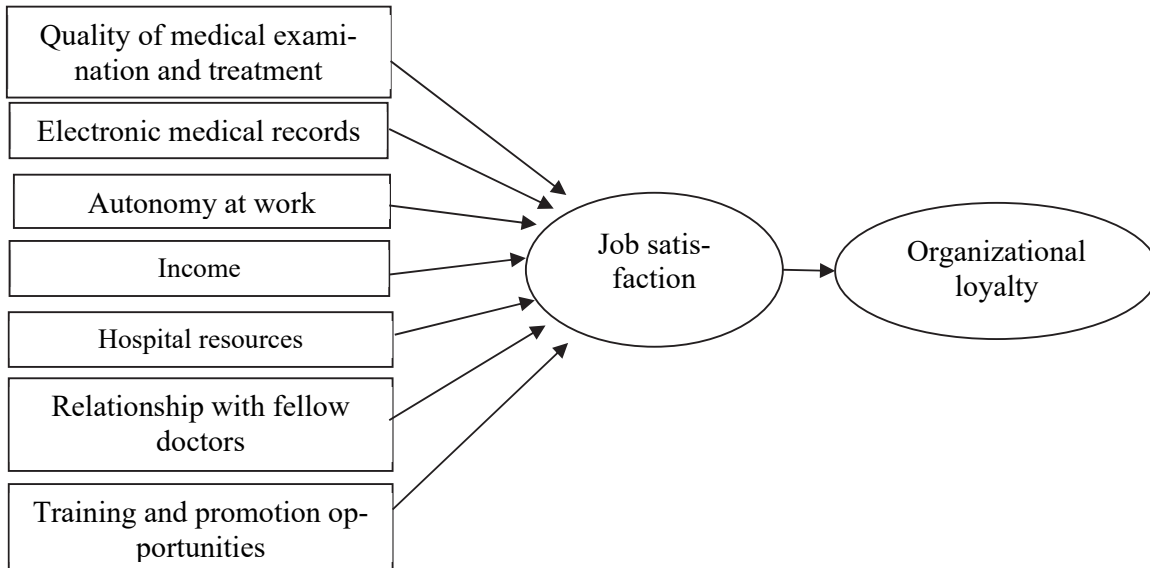 Quality of medical exami-
nation and treatment
Electronic medical records
Autonomy at work
Income
Hospital resources
Relationship with fellow
doctors
Training and promotion op-
portunities
Job satis-
faction
Organizational
loyalty